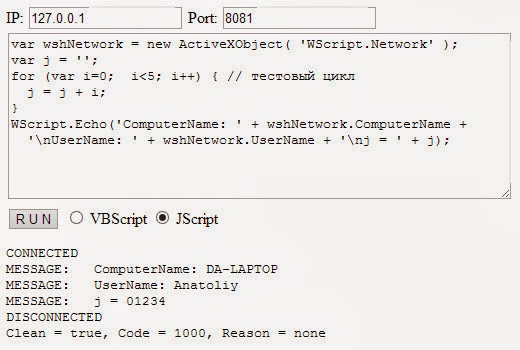 IP: 127.0.0.1 Port: 8081
var wshNetwork = new ActiveXObject( 'WScript.Network' );
var j = '';
for (var i=0;  i<5; i++) { // тестовый цикл
  j = j + i;
}
WScript.Echo('ComputerName: ' + wshNetwork.ComputerName +
  '\nUserName: ' + wshNetwork.UserName + '\nj = ' + j);
RUN VBScript JScript
CONNECTED
MESSAGE:   ComputerName: DA-LAPTOP
MESSAGE:   UserName: Anatoliy
MESSAGE:   j = 01234
DISCONNECTED
Clean = true, Code = 1000, Reason = none